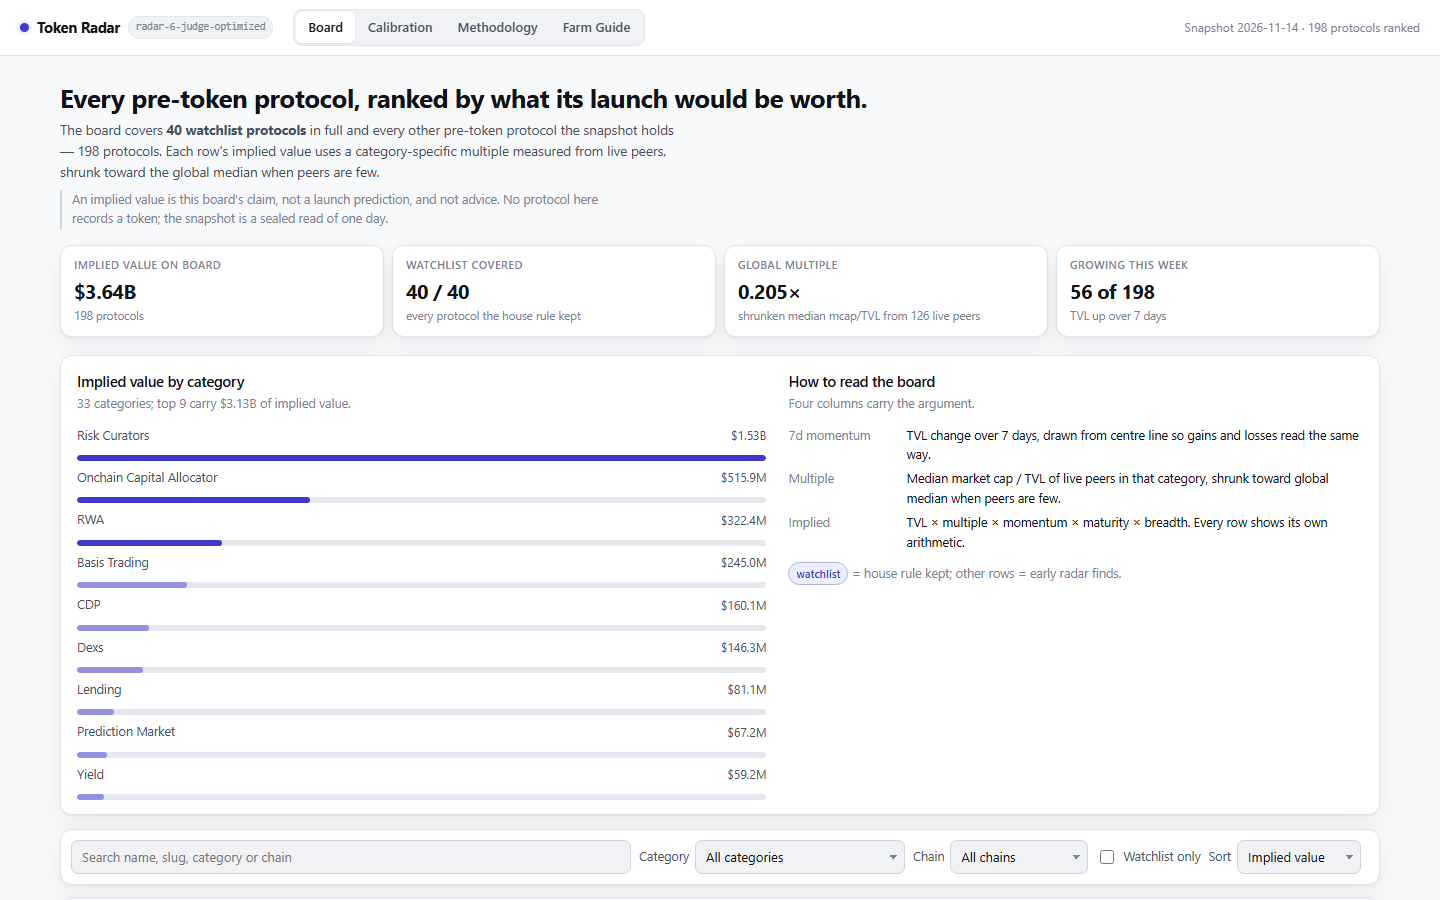 Token Radar
radar-6-judge-optimized
Board
Calibration
Methodology
Farm Guide
Snapshot 2026-11-14 · 198 protocols ranked
Every pre-token protocol, ranked by what its launch would be worth.
The board covers 40 watchlist protocols in full and every other pre-token protocol the snapshot holds
— 198 protocols. Each row's implied value uses a category-specific multiple measured from live peers,
shrunk toward the global median when peers are few.
An implied value is this board's claim, not a launch prediction, and not advice. No protocol here
records a token; the snapshot is a sealed read of one day.
IMPLIED VALUE ON BOARD
$3.64B
198 protocols
WATCHLIST COVERED
40 / 40
every protocol the house rule kept
GLOBAL MULTIPLE
0.205×
shrunken median mcap/TVL from 126 live peers
GROWING THIS WEEK
56 of 198
TVL up over 7 days
Implied value by category
33 categories; top 9 carry $3.13B of implied value.
Risk Curators $1.53B
Onchain Capital Allocator $515.9M
RWA $322.4M
Basis Trading $245.0M
CDP $160.1M
Dexs $146.3M
Lending $81.1M
Prediction Market $67.2M
Yield $59.2M
How to read the board
Four columns carry the argument.
7d momentum TVL change over 7 days, drawn from centre line so gains and losses read the same
way.
Multiple Median market cap / TVL of live peers in that category, shrunk toward global
median when peers are few.
Implied TVL × multiple × momentum × maturity × breadth. Every row shows its own
arithmetic.
watchlist = house rule kept; other rows = early radar finds.
Search name, slug, category or chain
Category All categories
Chain All chains
Watchlist only
Sort Implied value